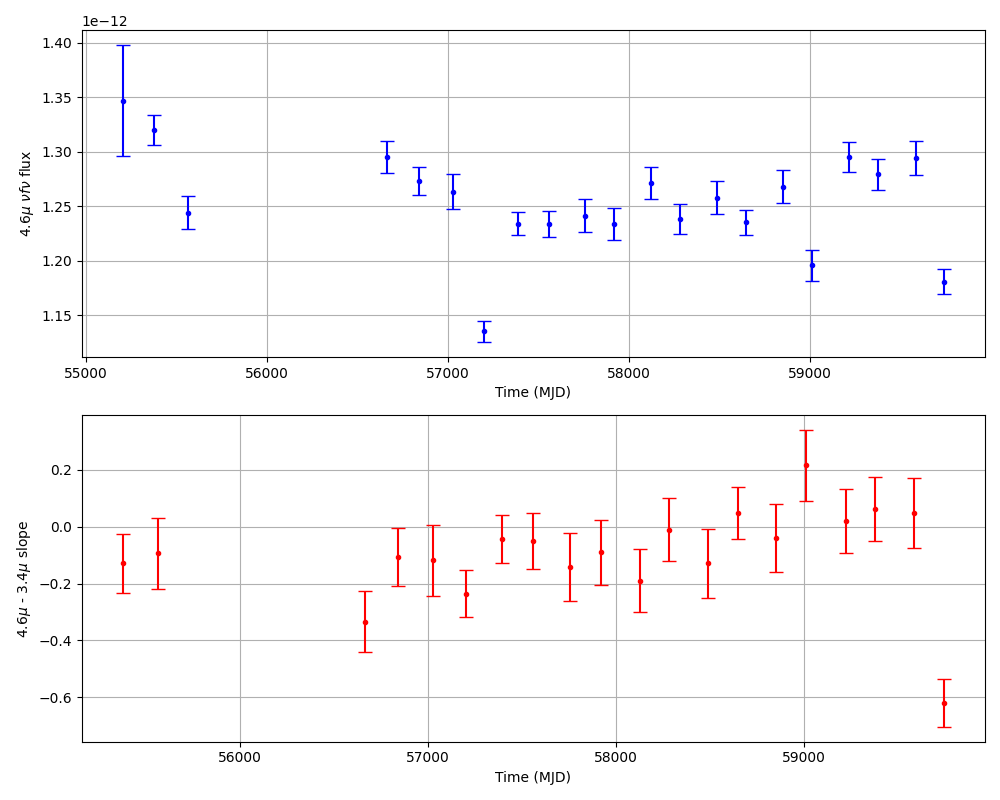 1e−12
1.40
1.35
1.30
1.25
1.20
1.15
4.6μ νfν flux
55000 56000 57000 58000 59000
Time (MJD)
0.2
0.0
−0.2
−0.4
−0.6
4.6μ - 3.4μ slope
56000 57000 58000 59000
Time (MJD)